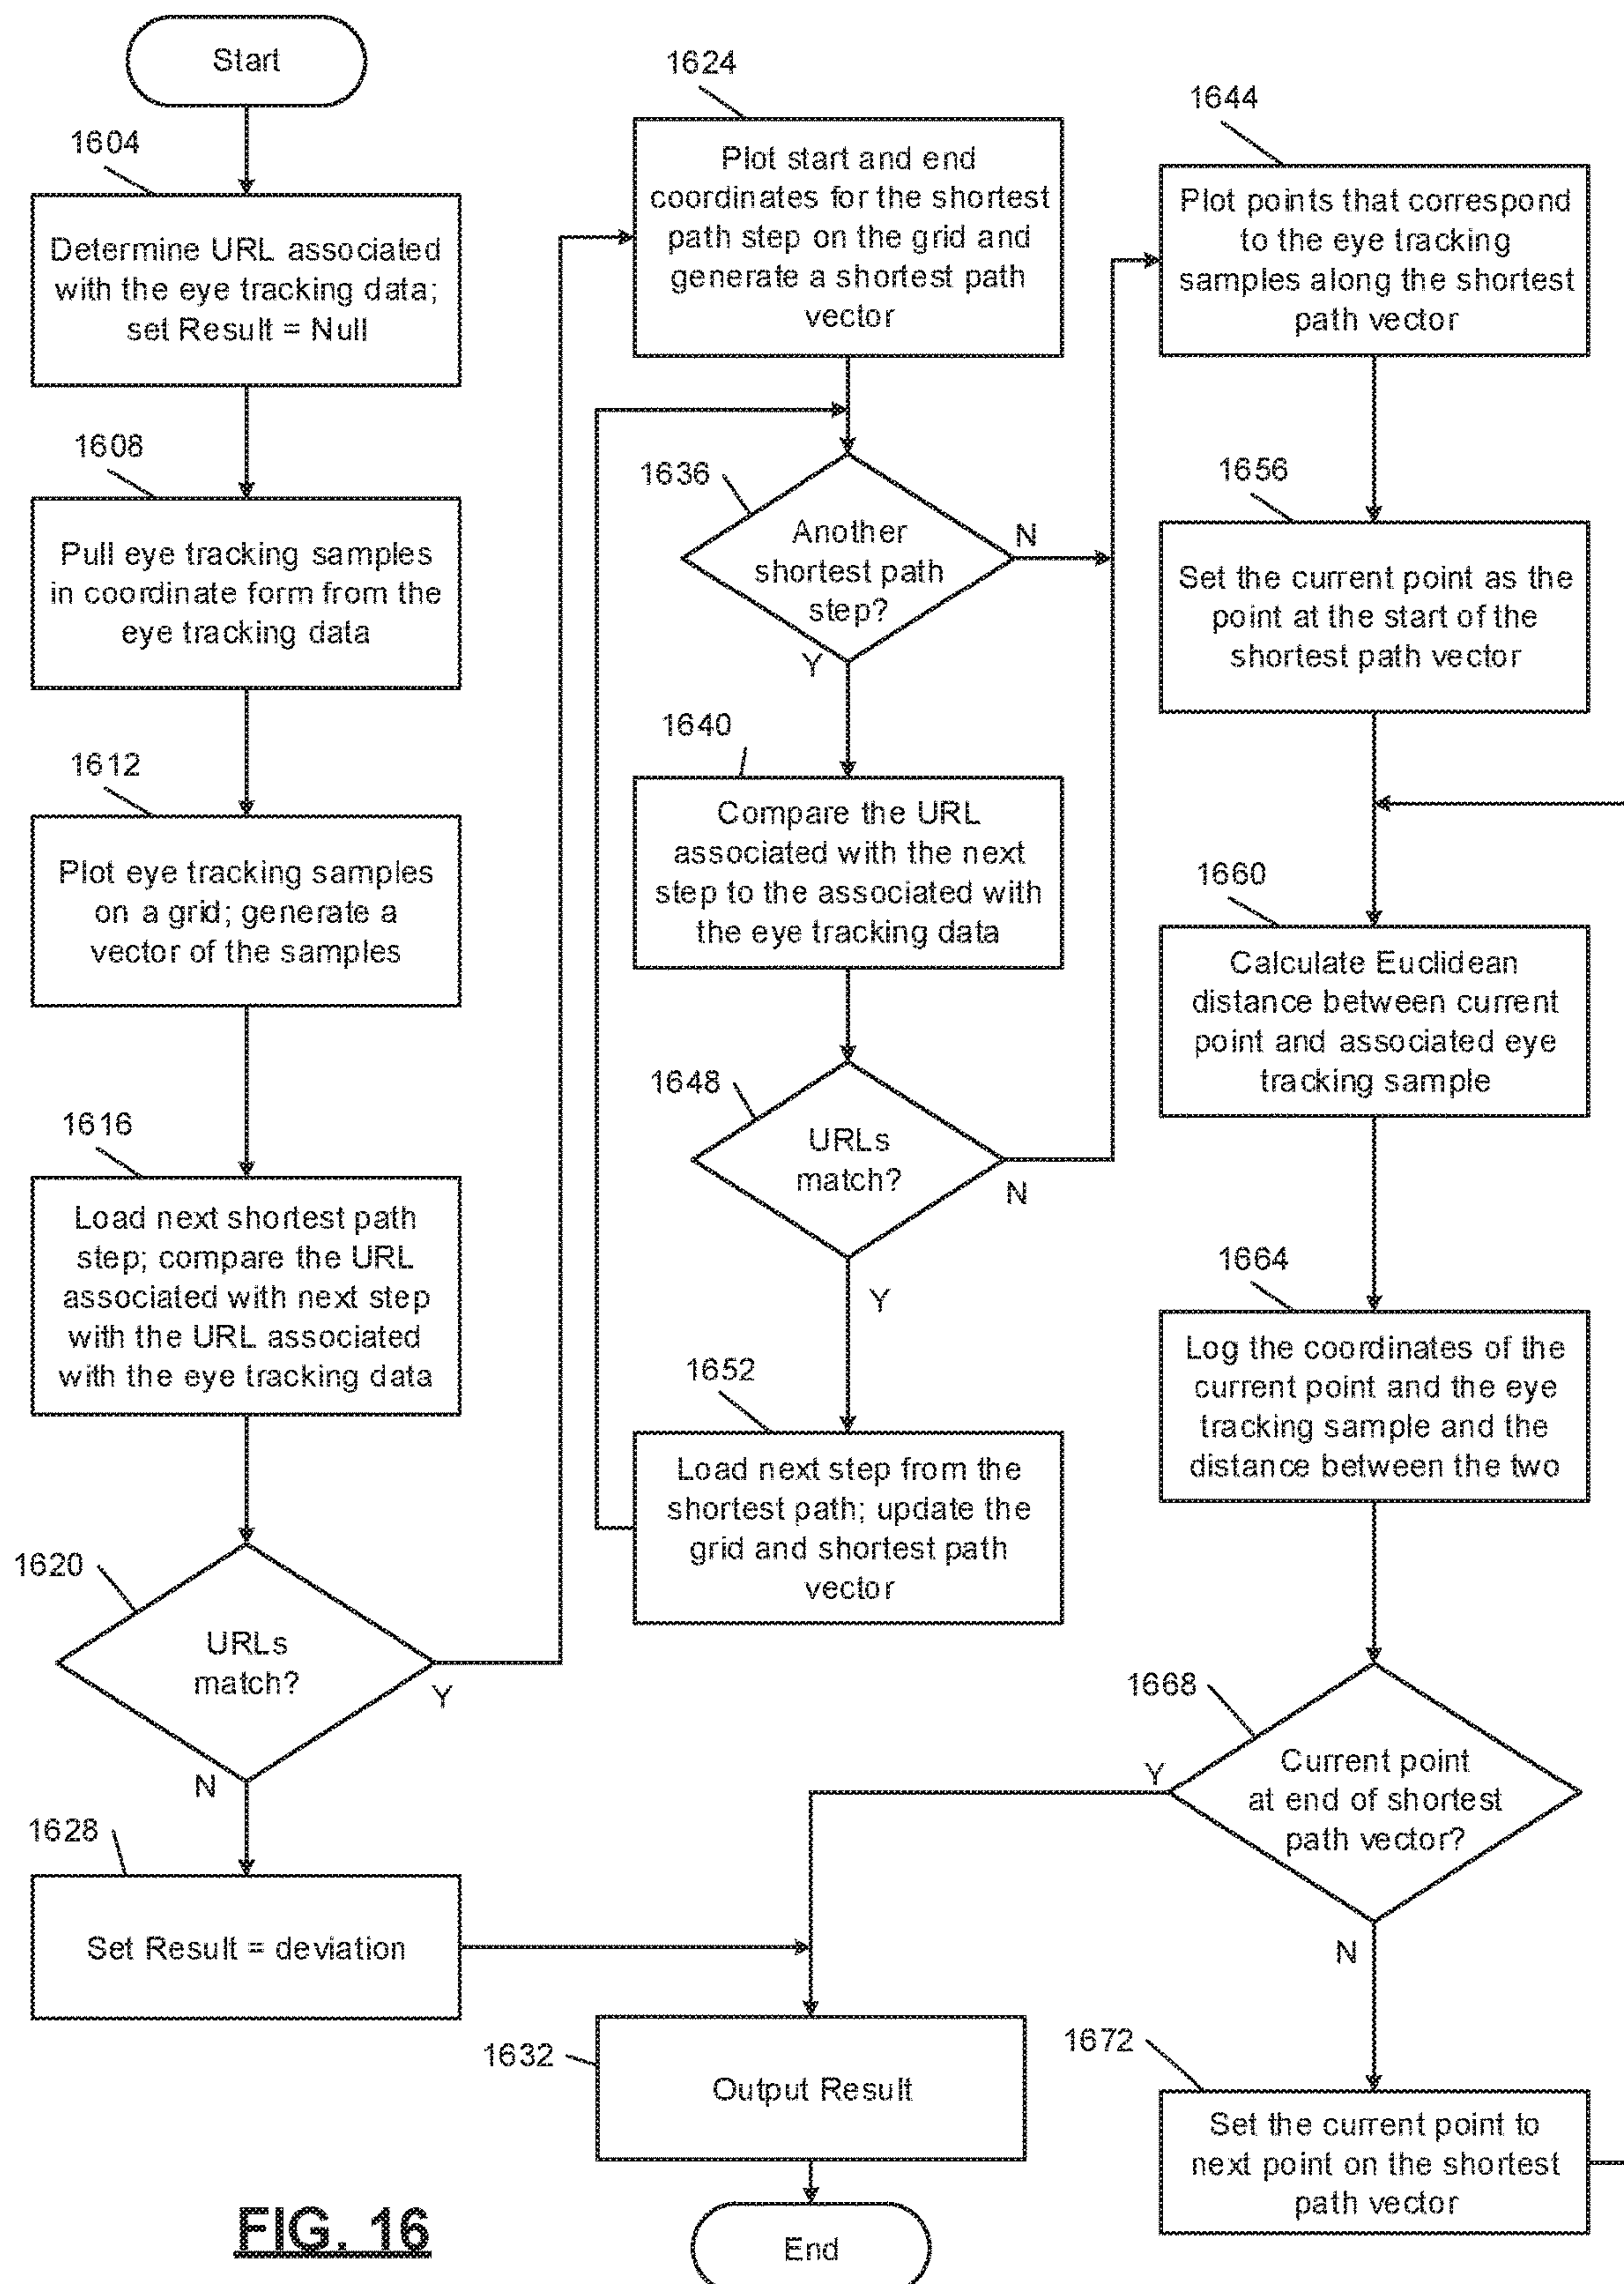 Start
1604
Determine URL associated
with the eye tracking data;
set Result = Null
1608
Pull eye tracking samples
in coordinate form from the
eye tracking data
1612
Plot eye tracking samples
on a grid; generate a
vector of the samples
1616
Load next shortest path
step; compare the URL
associated with next step
with the URL associated
with the eye tracking data
1620
URLs
match?
Y
N
1628
Set Result = deviation
1624
Plot start and end
coordinates for the shortest
path step on the grid and
generate a shortest path
vector
1636
Another
shortest path
step?
N
Y
1640
Compare the URL
associated with the next
step to the associated with
the eye tracking data
1648
URLs
match?
N
Y
1652
Load next step from the
shortest path; update the
grid and shortest path
vector
1644
Plot points that correspond
to the eye tracking
samples along the shortest
path vector
1656
Set the current point as the
point at the start of the
shortest path vector
1660
Calculate Euclidean
distance between current
point and associated eye
tracking sample
1664
Log the coordinates of the
current point and the eye
tracking sample and the
distance between the two
1668
Current point
at end of shortest
path vector?
Y
N
1672
Set the current point to
next point on the shortest
path vector
1632
Output Result
End
FIG. 16